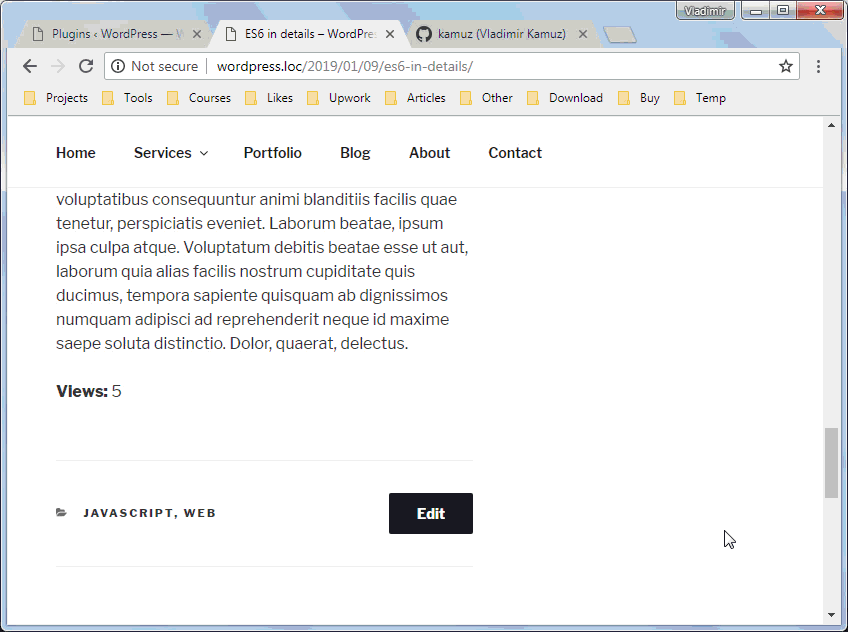 Vladimir
Plugins ‹ WordPress — W
ES6 in details – WordPres
kamuz (Vladimir Kamuz)
Not secure
wordpress.loc/2019/01/09/es6-in-details/
Projects Tools Courses Likes Upwork Articles Other Download Buy Temp
Home Services Portfolio Blog About Contact
voluptatibus consequuntur animi blanditiis facilis quae
tenetur, perspiciatis eveniet. Laborum beatae, ipsum
ipsa culpa atque. Voluptatum debitis beatae esse ut aut,
laborum quia alias facilis nostrum cupiditate quis
ducimus, tempora sapiente quisquam ab dignissimos
numquam adipisci ad reprehenderit neque id maxime
saepe soluta distinctio. Dolor, quaerat, delectus.
Views: 5
JAVASCRIPT, WEB
Edit